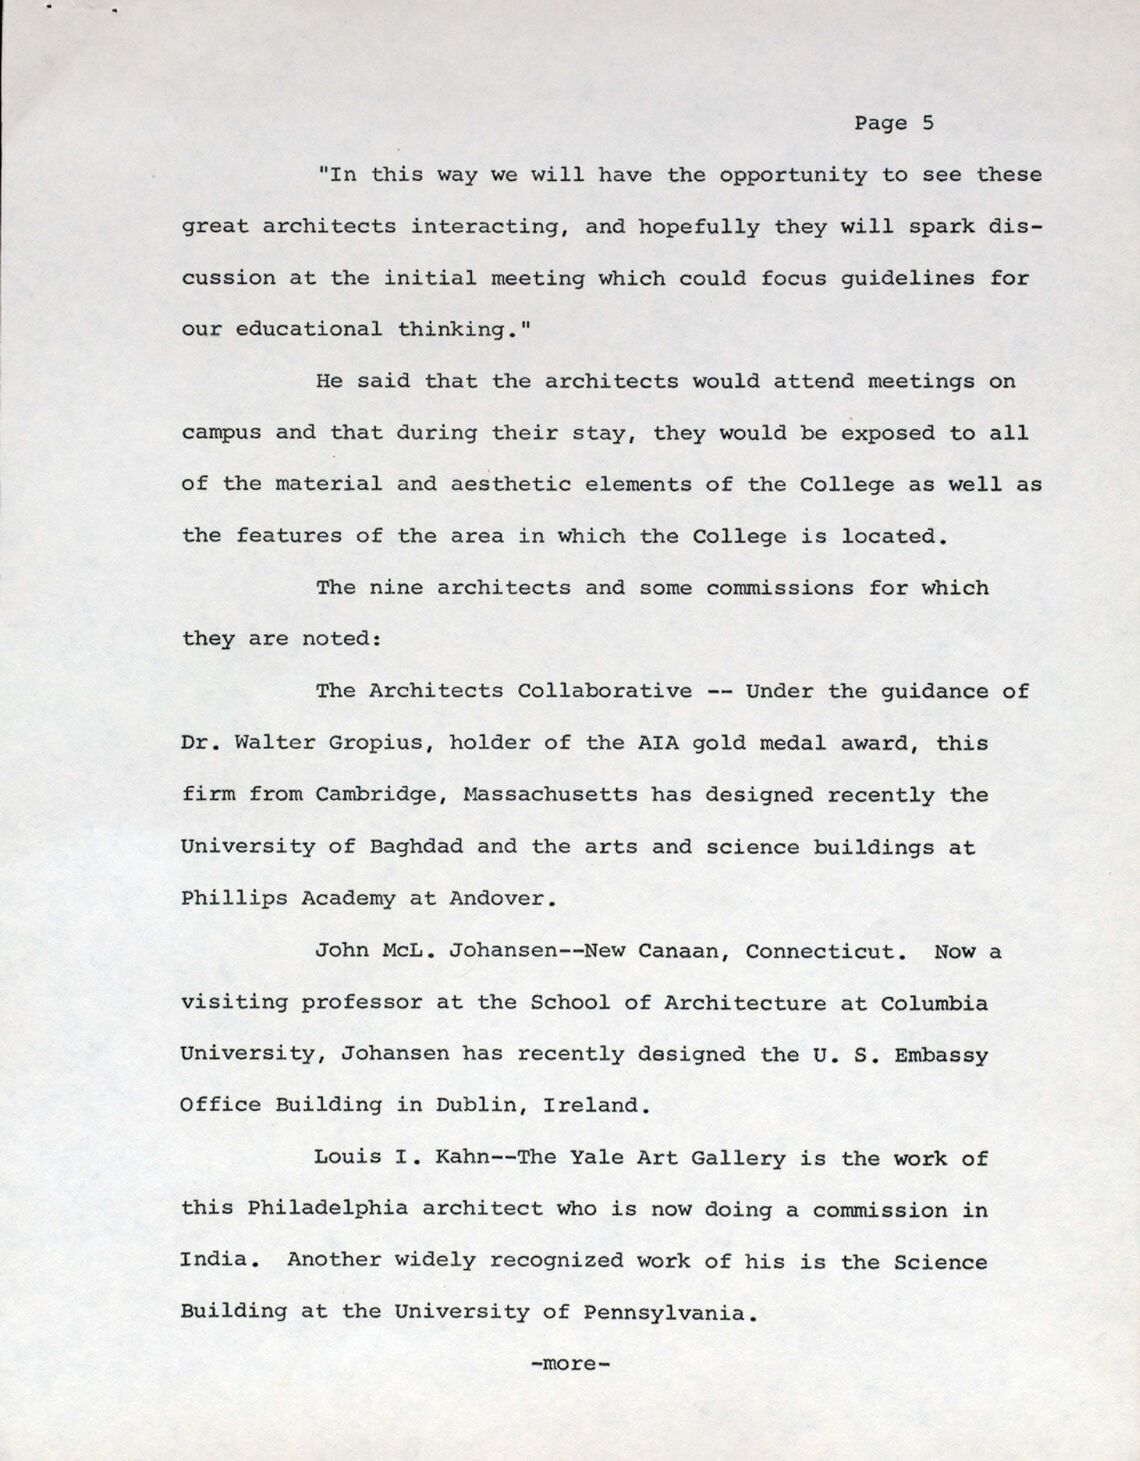 Page 5
"In this way we will have the opportunity to see these
great architects interacting, and hopefully they will spark dis-
cussion at the initial meeting which could focus guidelines for
our educational thinking."
He said that the architects would attend meetings on
campus and that during their stay, they would be exposed to all
of the material and aesthetic elements of the College as well as
the features of the area in which the College is located.
The nine architects and some commissions for which
they are noted:
The Architects Collaborative -- Under the guidance of
Dr. Walter Gropius, holder of the AIA gold medal award, this
firm from Cambridge, Massachusetts has designed recently the
University of Baghdad and the arts and science buildings at
Phillips Academy at Andover.
John McL. Johansen--New Canaan, Connecticut. Now a
visiting professor at the School of Architecture at Columbia
University, Johansen has recently designed the U. S. Embassy
Office Building in Dublin, Ireland.
Louis I. Kahn--The Yale Art Gallery is the work of
this Philadelphia architect who is now doing a commission in
India. Another widely recognized work of his is the Science
Building at the University of Pennsylvania.
-more-